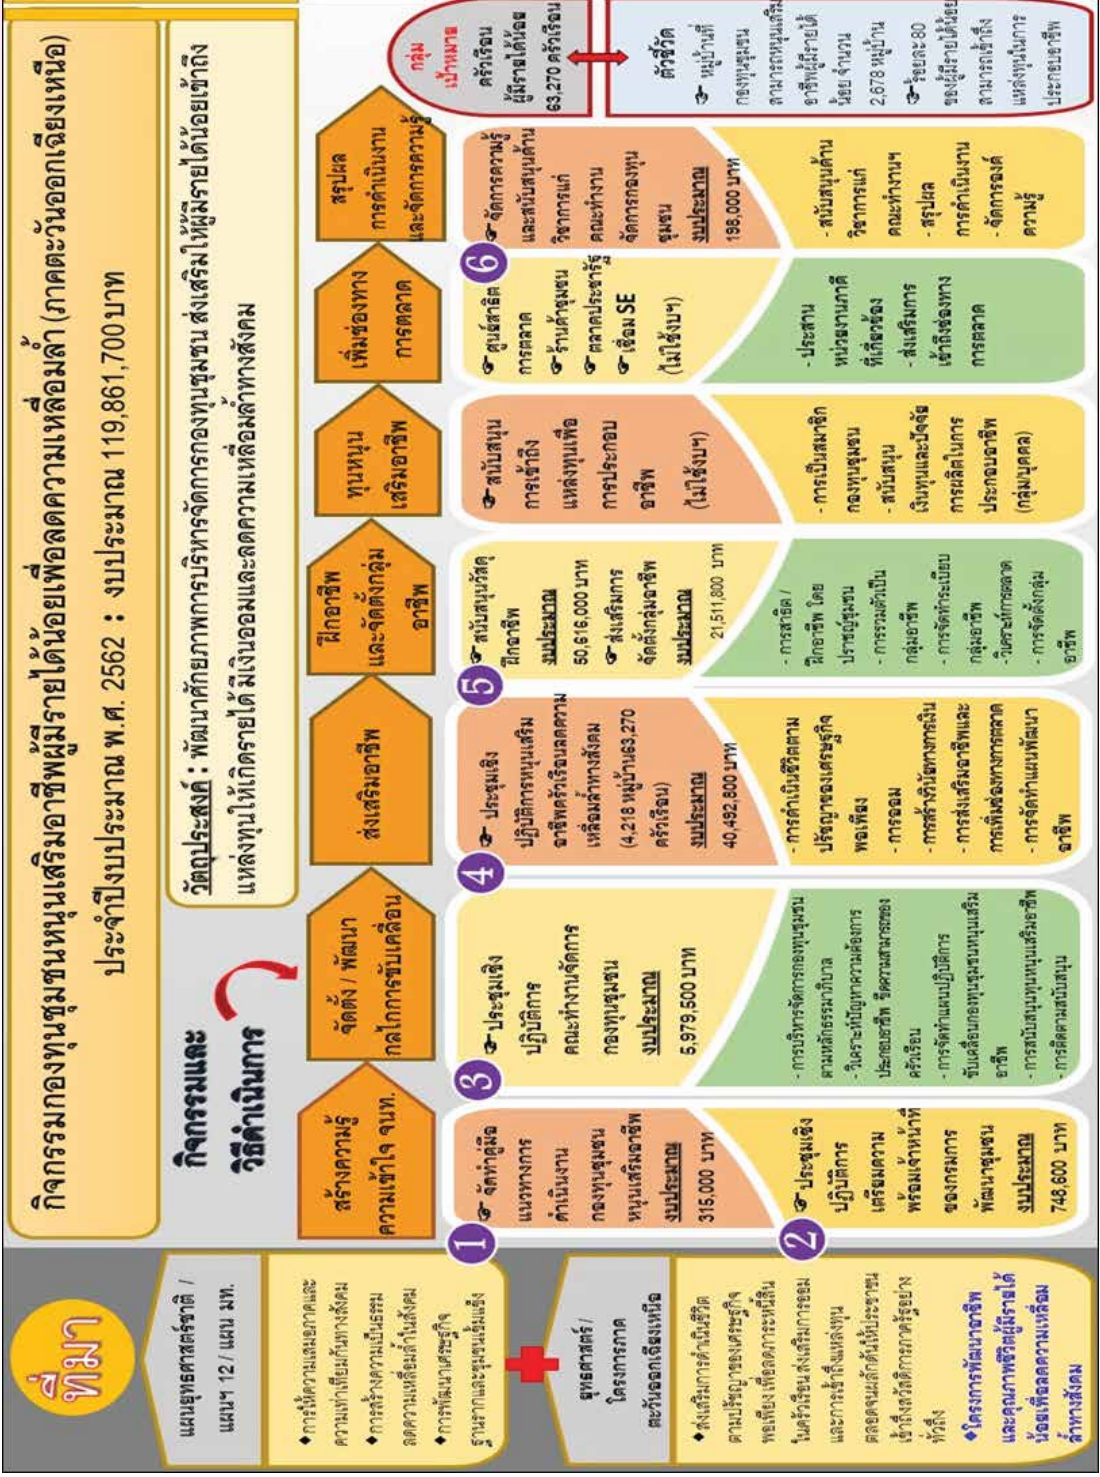 ที่มา
แผนยุทธศาสตร์ชาติ /
แผนฯ 12 / แผน มท.
♦การให้ความเสมอภาคและ
ความเท่าเทียมกันทางสังคม
♦การสร้างความเป็นธรรม
ลดความเหลื่อมล้ำในสังคม
♦การพัฒนาเศรษฐกิจ
ฐานรากและชุมชนเข้มแข็ง
ยุทธศาสตร์ /
โครงการภาค
ตะวันออกเฉียงเหนือ
♦ส่งเสริมการดำเนินชีวิต
ตามปรัชญาของเศรษฐกิจ
พอเพียง เพื่อลดภาระหนี้สิน
ในครัวเรือน ส่งเสริมการออม
และการเข้าถึงแหล่งทุน
ตลอดจนผลักดันให้ประชาชน
เข้าถึงสวัสดิการภาครัฐอย่าง
ทั่วถึง
♦โครงการพัฒนาอาชีพ
และคุณภาพชีวิตผู้มีรายได้
น้อยเพื่อลดความเหลื่อม
ล้ำทางสังคม
กิจกรรมกองทุนชุมชนหนุนเสริมอาชีพผู้มีรายได้น้อยเพื่อลดความเหลื่อมล้ำ (ภาคตะวันออกเฉียงเหนือ)
ประจำปีงบประมาณ พ.ศ. 2562 : งบประมาณ 119,861,700 บาท
วัตถุประสงค์ : พัฒนาศักยภาพการบริหารจัดการกองทุนชุมชน ส่งเสริมให้ผู้มีรายได้น้อยเข้าถึง
แหล่งทุนให้เกิดรายได้ มีเงินออมและลดความเหลื่อมล้ำทางสังคม
กิจกรรมและ
วิธีดำเนินการ
สร้างความรู้
ความเข้าใจ จนท.
1
☞ จัดทำคู่มือ
แนวทางการ
ดำเนินงาน
กองทุนชุมชน
หนุนเสริมอาชีพ
งบประมาณ
315,000 บาท
2
☞ ประชุมเชิง
ปฏิบัติการ
เตรียมความ
พร้อมเจ้าหน้าที่
ของกรมการ
พัฒนาชุมชน
งบประมาณ
748,600 บาท
จัดตั้ง / พัฒนา
กลไกการขับเคลื่อน
3
☞ ประชุมเชิง
ปฏิบัติการ
คณะทำงานจัดการ
กองทุนชุมชน
งบประมาณ
5,979,500 บาท
- การบริหารจัดการกองทุนชุมชน
ตามหลักธรรมาภิบาล
- วิเคราะห์ปัญหาความต้องการ
ประกอบอาชีพ ขีดความสามารถของ
ครัวเรือน
- การจัดทำแผนปฏิบัติการ
ขับเคลื่อนกองทุนชุมชนหนุนเสริม
อาชีพ
- การสนับสนุนทุนหนุนเสริมอาชีพ
- การติดตามสนับสนุน
ส่งเสริมอาชีพ
4
☞ ประชุมเชิง
ปฏิบัติการหนุนเสริม
อาชีพครัวเรือนลดความ
เหลื่อมล้ำทางสังคม
(4,218 หมู่บ้าน63,270
ครัวเรือน)
งบประมาณ
40,492,800 บาท
- การดำเนินชีวิตตาม
ปรัชญาของเศรษฐกิจ
พอเพียง
- การออม
- การสร้างวินัยทางการเงิน
- การส่งเสริมอาชีพและ
การเพิ่มช่องทางการตลาด
- การจัดทำแผนพัฒนา
อาชีพ
ฝึกอาชีพ
และจัดตั้งกลุ่ม
อาชีพ
5
☞ สนับสนุนวัสดุ
ฝึกอาชีพ
งบประมาณ
50,616,000 บาท
☞ ส่งเสริมการ
จัดตั้งกลุ่มอาชีพ
งบประมาณ
21,511,800 บาท
- การสาธิต /
ฝึกอาชีพ โดย
ปราชญ์ชุมชน
- การรวมตัวเป็น
กลุ่มอาชีพ
- การจัดทำระเบียบ
กลุ่มอาชีพ
-วิเคราะห์การตลาด
- การจัดตั้งกลุ่ม
อาชีพ
ทุนหนุน
เสริมอาชีพ
☞ สนับสนุน
การเข้าถึง
แหล่งทุนเพื่อ
การประกอบ
อาชีพ
(ไม่ใช้งบฯ)
- การเป็นสมาชิก
กองทุนชุมชน
- สนับสนุน
เงินทุนและปัจจัย
การผลิตในการ
ประกอบอาชีพ
(กลุ่ม/บุคคล)
เพิ่มช่องทาง
การตลาด
☞ ศูนย์สาธิต
การตลาด
☞ ร้านค้าชุมชน
☞ ตลาดประชารัฐ
☞ เชื่อม SE
(ไม่ใช้งบฯ)
- ประสาน
หน่วยงานภาคี
ที่เกี่ยวข้อง
- ส่งเสริมการ
เข้าถึงช่องทาง
การตลาด
สรุปผล
การดำเนินงาน
และจัดการความรู้
6
☞ จัดการความรู้
และสนับสนุนด้าน
วิชาการแก่
คณะทำงาน
จัดการกองทุน
ชุมชน
งบประมาณ
198,000 บาท
- สนับสนุนด้าน
วิชาการแก่
คณะทำงานฯ
- สรุปผล
การดำเนินงาน
- จัดการองค์
ความรู้
กลุ่ม
เป้าหมาย
ครัวเรือน
ผู้มีรายได้น้อย
63,270 ครัวเรือน
ตัวชี้วัด
☞ หมู่บ้านที่
กองทุนชุมชน
สามารถหนุนเสริม
อาชีพผู้มีรายได้
น้อย จำนวน
2,678 หมู่บ้าน
☞ร้อยละ 80
ของผู้มีรายได้น้อย
สามารถเข้าถึง
แหล่งทุนในการ
ประกอบอาชีพ